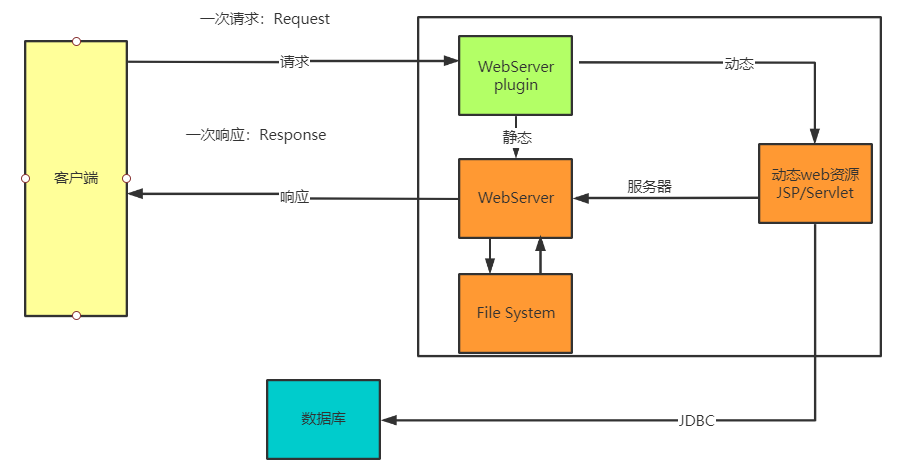 一次请求：Request
请求
WebServer
plugin
动态
一次响应：Response
静态
客户端
动态web资源
JSP/Servlet
服务器
响应
WebServer
File System
数据库
JDBC